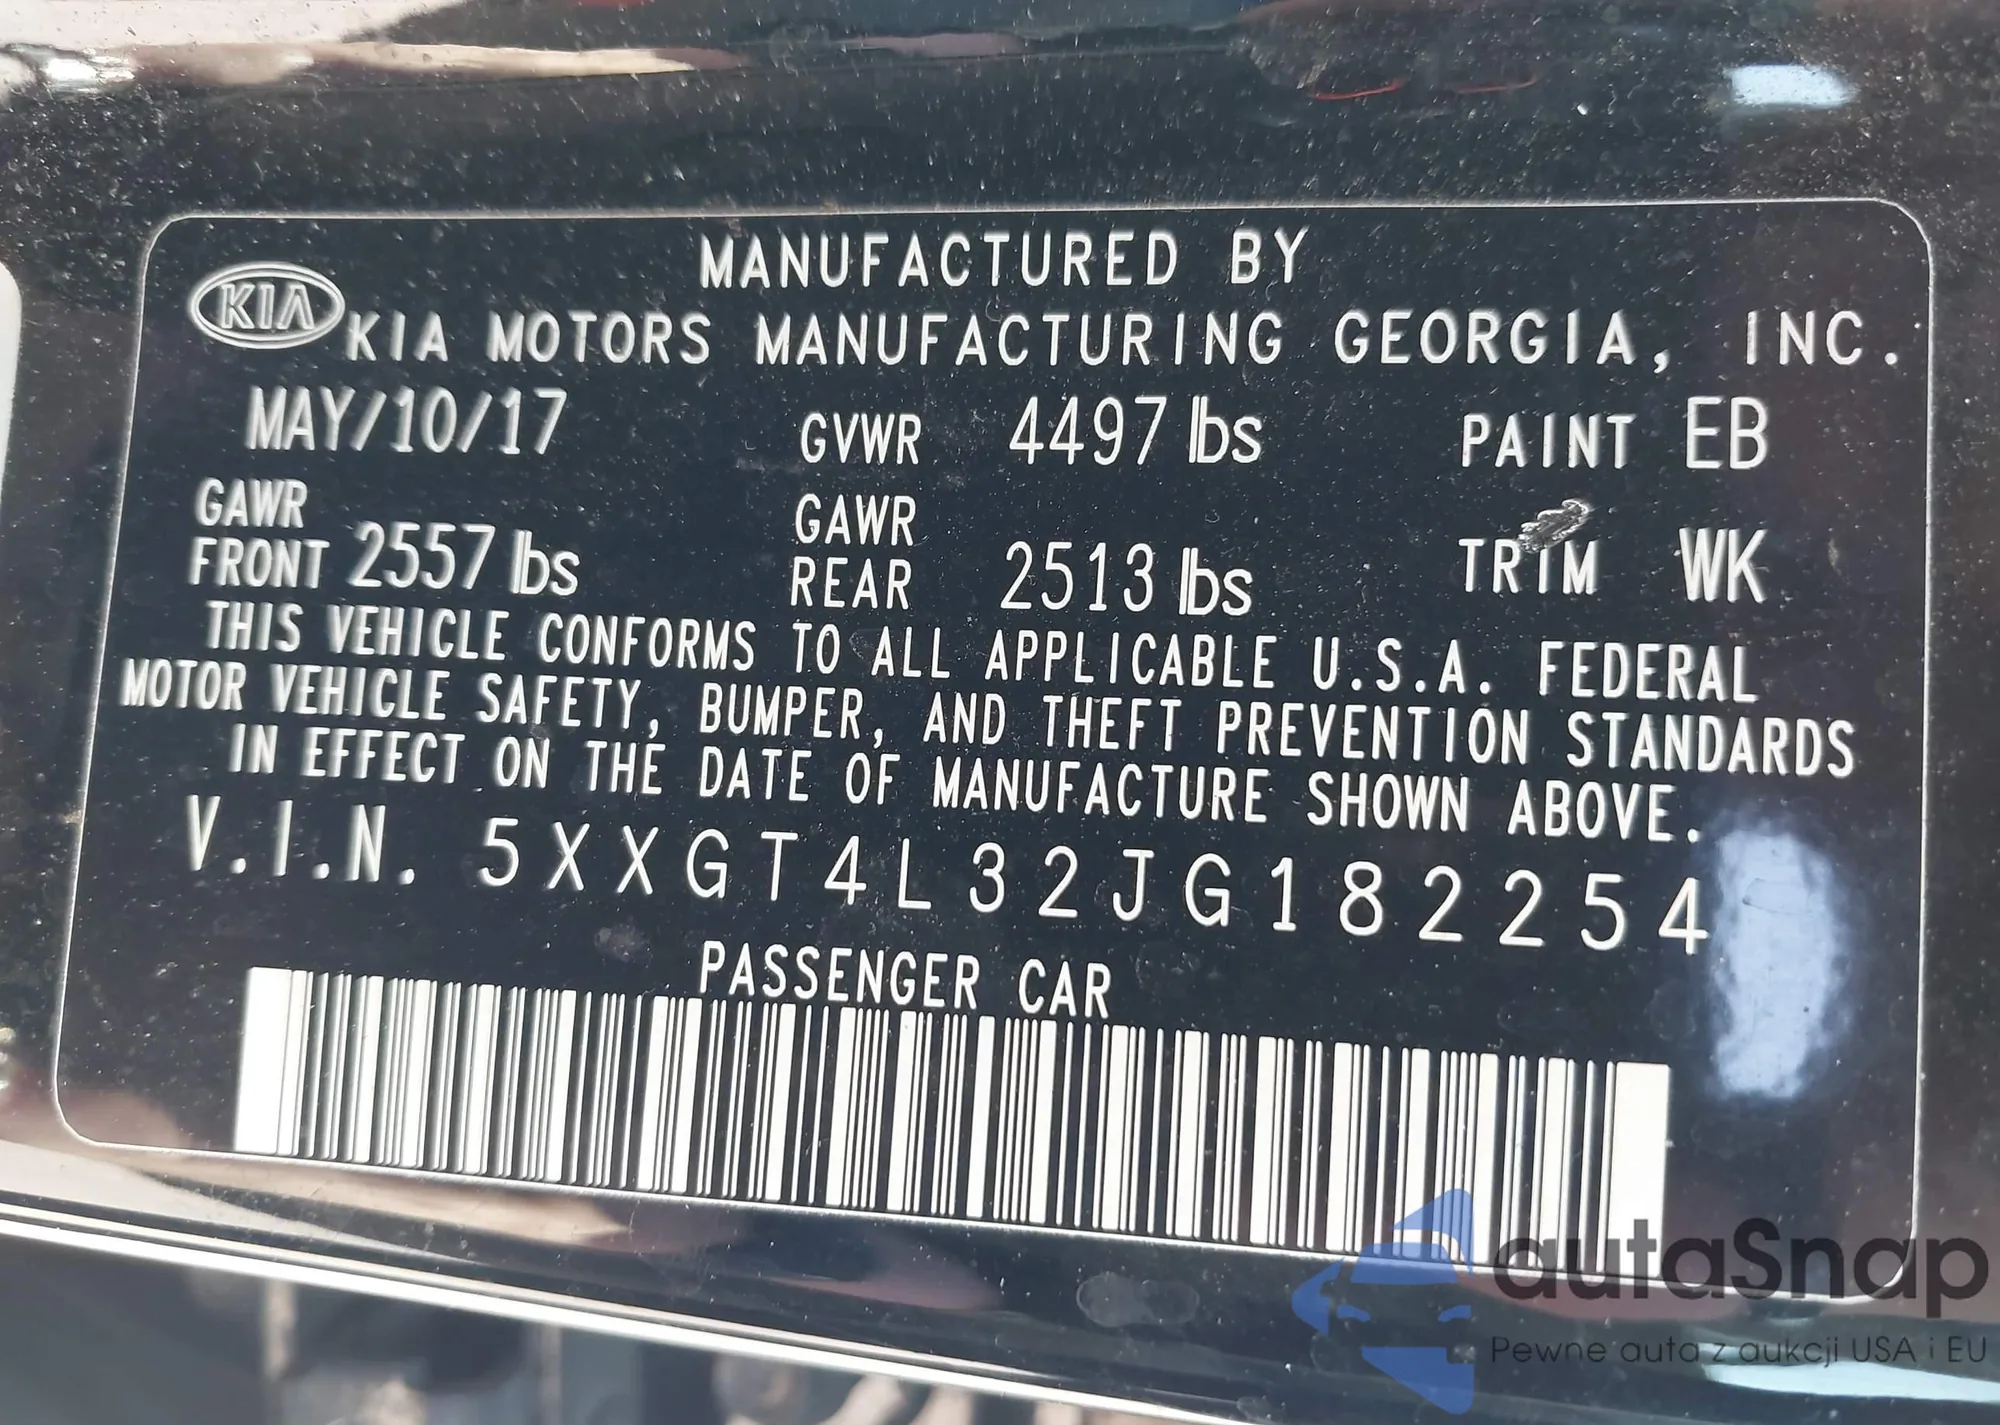 MANUFACTURED BY
KIA KIA MOTORS MANUFACTURING GEORGIA, INC.
MAY/10/17 GVWR 4497 lbs PAINT EB
GAWR FRONT 2557 lbs GAWR REAR 2513 lbs TRIM WK
THIS VEHICLE CONFORMS TO ALL APPLICABLE U.S.A. FEDERAL
MOTOR VEHICLE SAFETY, BUMPER, AND THEFT PREVENTION STANDARDS
IN EFFECT ON THE DATE OF MANUFACTURE SHOWN ABOVE.
V.I.N. 5XXGT4L32JG182254
PASSENGER CAR
autaSnap
Pewne auta z aukcji USA i EU